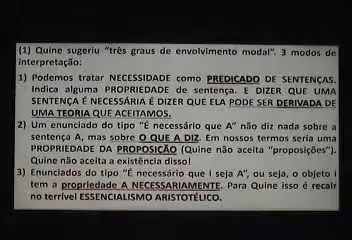 (1) Quine sugeriu "três graus de envolvimento modal". 3 modos de
interpretação:
1) Podemos tratar NECESSIDADE como PREDICADO DE SENTENÇAS.
Indica alguma PROPRIEDADE de sentença. E DIZER QUE UMA
SENTENÇA É NECESSÁRIA É DIZER QUE ELA PODE SER DERIVADA DE
UMA TEORIA QUE ACEITAMOS.
2) Um enunciado do tipo "É necessário que A" não diz nada sobre a
sentença A, mas sobre O QUE A DIZ. Em nossos termos seria uma
PROPRIEDADE DA PROPOSIÇÃO (Quine não aceita "proposições").
Quine não aceita a existência disso!
3) Enunciados do tipo "É necessário que i seja A", ou seja, o objeto i
tem a propriedade A NECESSARIAMENTE. Para Quine isso é recair
no terrível ESSENCIALISMO ARISTOTÉLICO.